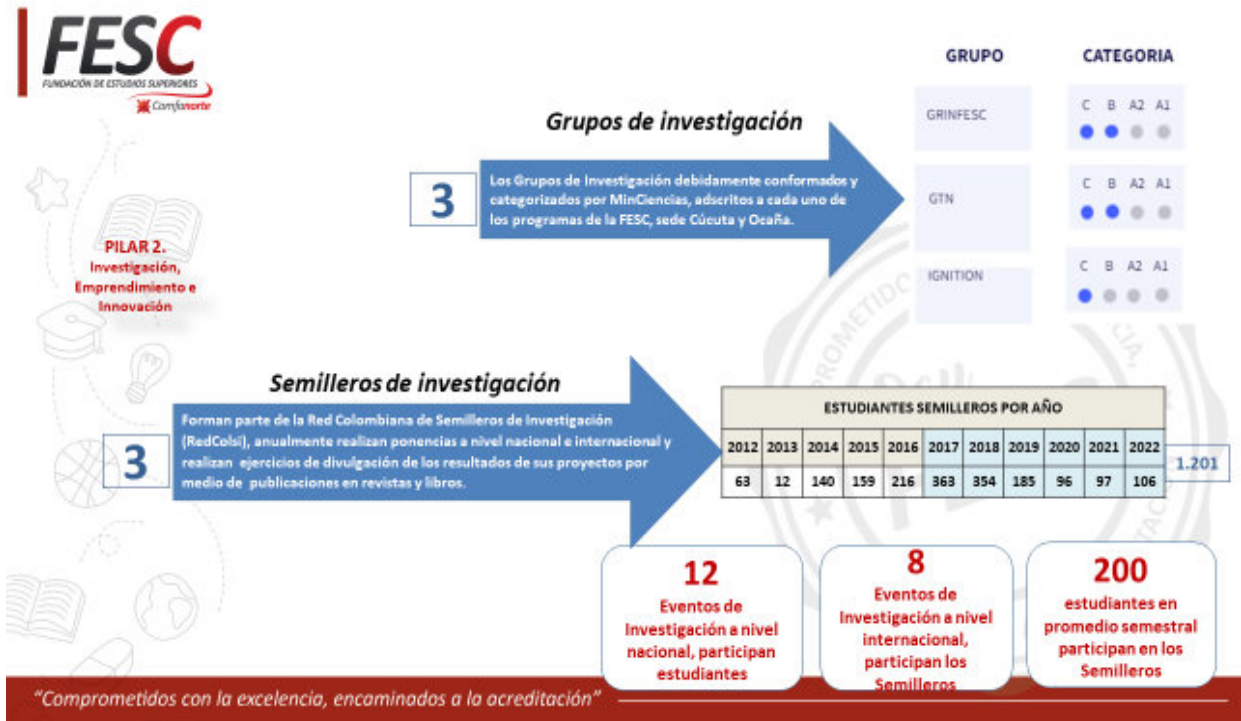 FESC
FUNDACIÓN DE ESTUDIOS SUPERIORES
Comfanorte
GRUPO
CATEGORIA
Grupos de investigación
3
Los Grupos de Investigación debidamente conformados y
categorizados por MinCiencias, adscritos a cada uno de
los programas de la FESC, sede Cúcuta y Ocaña.
GRINFESC
C B A2 A1
GTN
C B A2 A1
IGNITION
C B A2 A1
PILAR 2.
Investigación,
Emprendimiento e
Innovación
Semilleros de investigación
3
Forman parte de la Red Colombiana de Semilleros de Investigación
(RedColsi), anualmente realizan ponencias a nivel nacional e internacional y
realizan ejercicios de divulgación de los resultados de sus proyectos por
medio de publicaciones en revistas y libros.
ESTUDIANTES SEMILLEROS POR AÑO
2012 2013 2014 2015 2016 2017 2018 2019 2020 2021 2022
63 12 140 159 216 363 354 185 96 97 106
1.201
12
Eventos de
Investigación a nivel
nacional, participan
estudiantes
8
Eventos de
Investigación a nivel
internacional,
participan los
Semilleros
200
estudiantes en
promedio semestral
participan en los
Semilleros
"Comprometidos con la excelencia, encaminados a la acreditación"